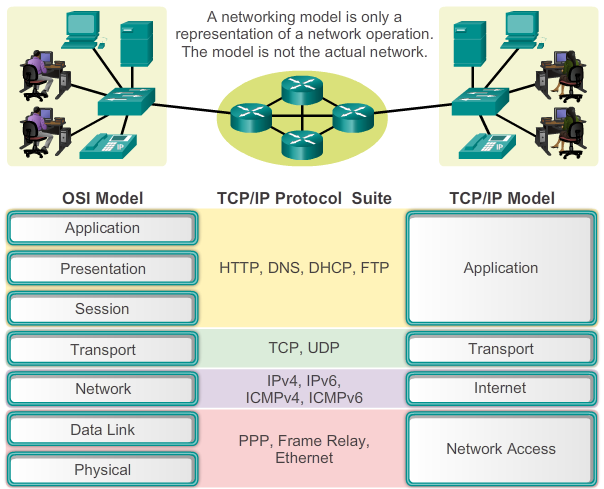 A networking model is only a
representation of a network operation.
The model is not the actual network.
OSI Model
TCP/IP Protocol Suite
TCP/IP Model
Application
Presentation
Session
HTTP, DNS, DHCP, FTP
Application
Transport
TCP, UDP
Transport
Network
IPv4, IPv6,
ICMPv4, ICMPv6
Internet
Data Link
Physical
PPP, Frame Relay,
Ethernet
Network Access